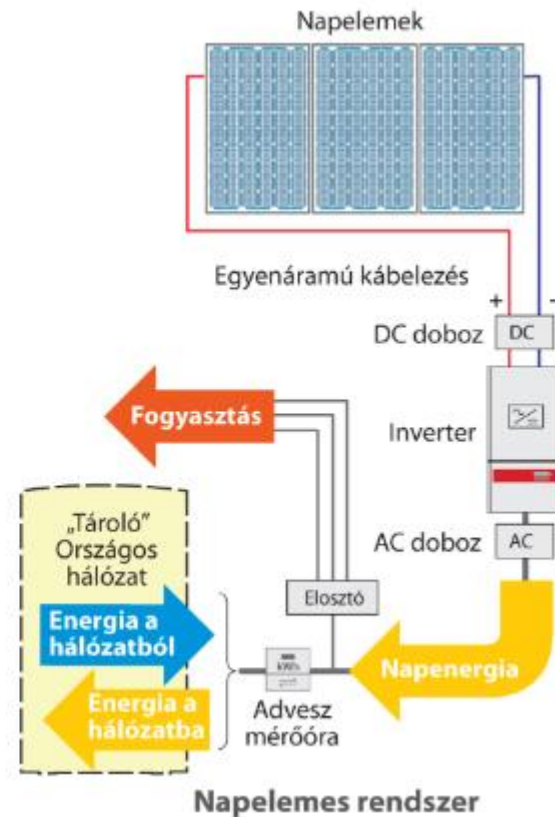 Napelemek
Egyenáramú kábelezés
+
-
DC doboz
DC
Fogyasztás
Inverter
„Tároló”
Országos
hálózat
AC doboz
AC
Elosztó
Energia a
hálózatból
kWh
Napenergia
Energia a
hálózatba
Advesz
mérőóra
Napelemes rendszer